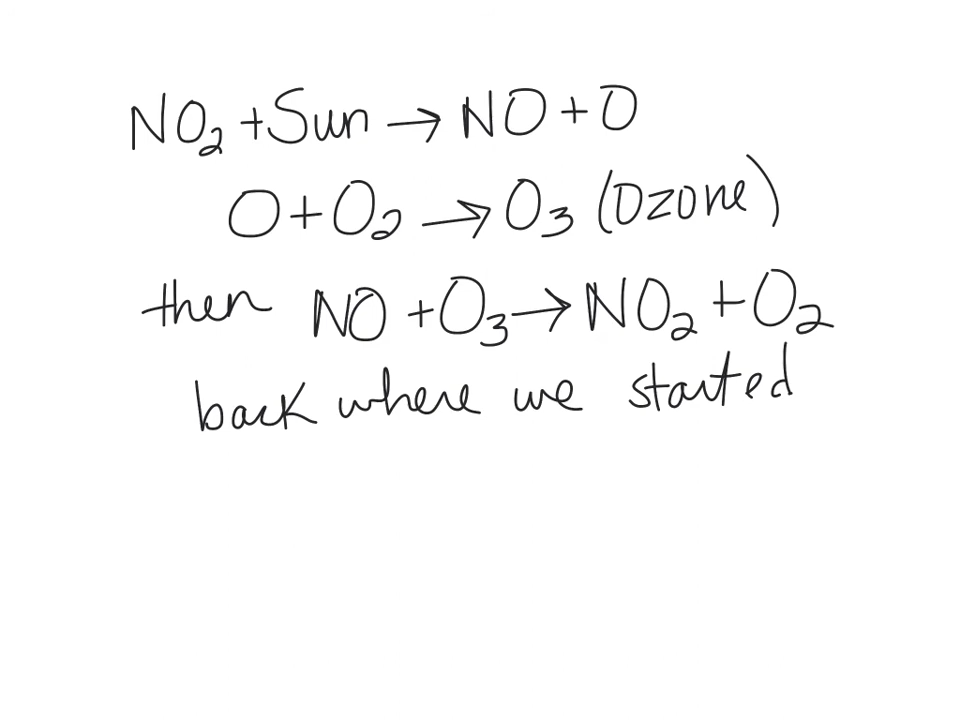 NO₂ + Sun → NO + O
O + O₂ → O₃ (Ozone)
then NO + O₃ → NO₂ + O₂
back where we started